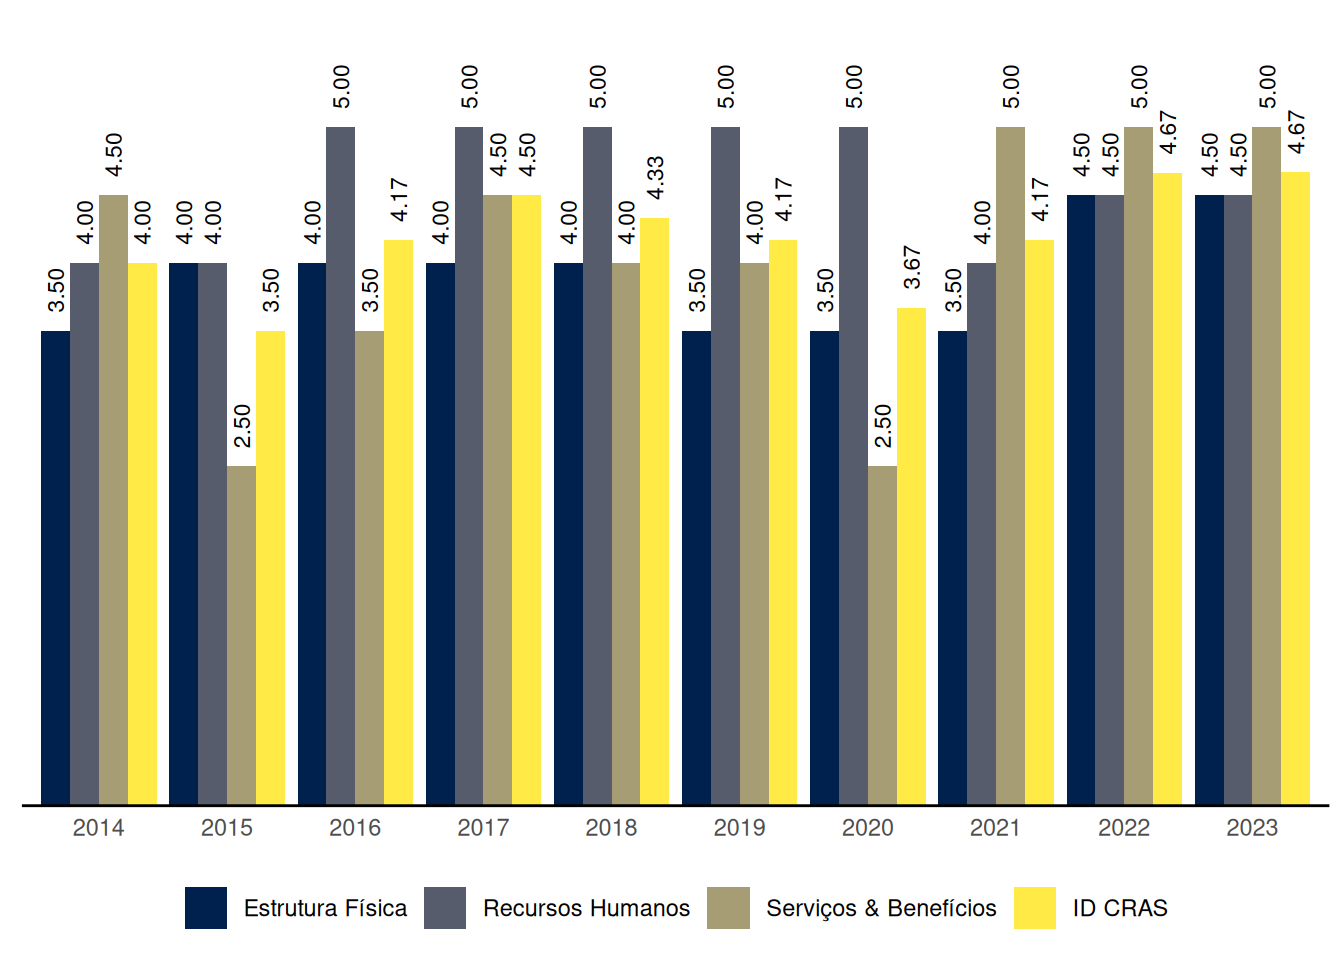 3.50 4.00 4.50 4.00 4.00 4.00 2.50 3.50 4.00 5.00 3.50 4.17 4.00 5.00 4.50 4.50 4.00 5.00 4.00 4.33 3.50 5.00 4.00 4.17 3.50 5.00 2.50 3.67 3.50 4.00 5.00 4.17 4.50 4.50 5.00 4.67 4.50 4.50 5.00 4.67
2014 2015 2016 2017 2018 2019 2020 2021 2022 2023
Estrutura Física Recursos Humanos Serviços & Benefícios ID CRAS